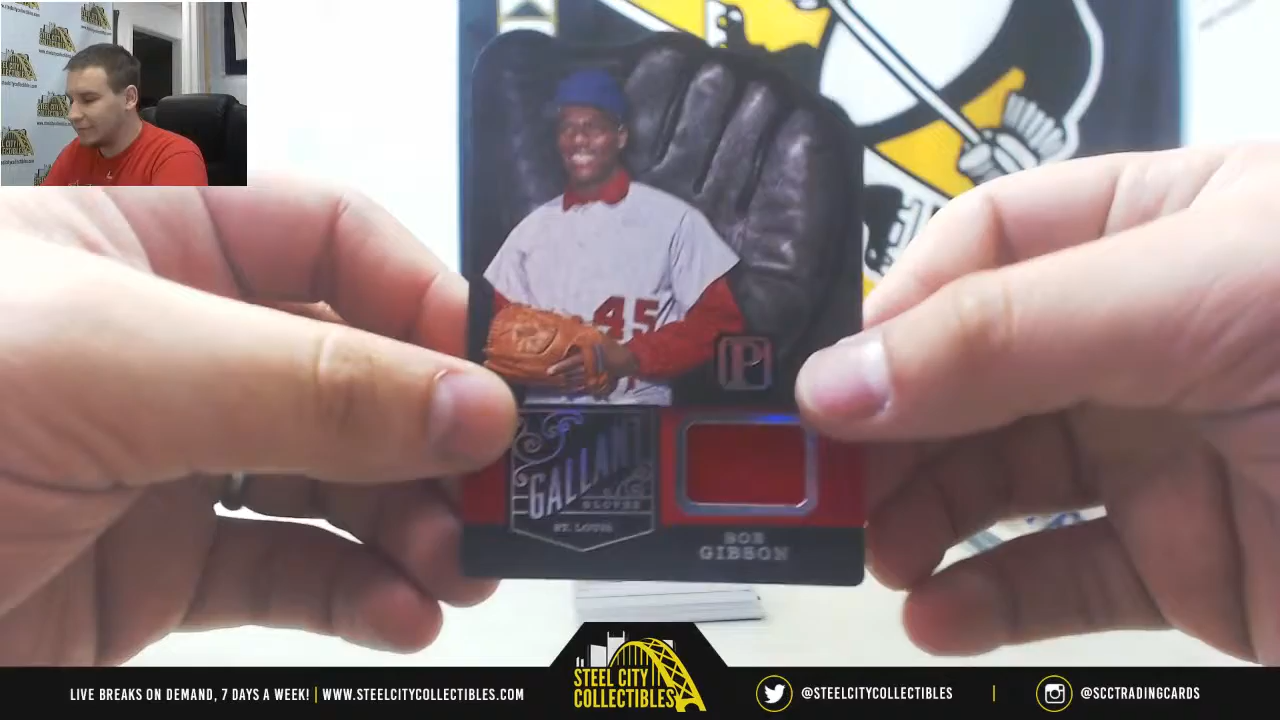 45
P
GALLANT
GLOVES
ST. LOUIS
BOB
GIBSON
STEEL CITY
COLLECTIBLES
LIVE BREAKS ON DEMAND, 7 DAYS A WEEK! | WWW.STEELCITYCOLLECTIBLES.COM
@STEELCITYCOLLECTIBLES | @SCCTRADINGCARDS